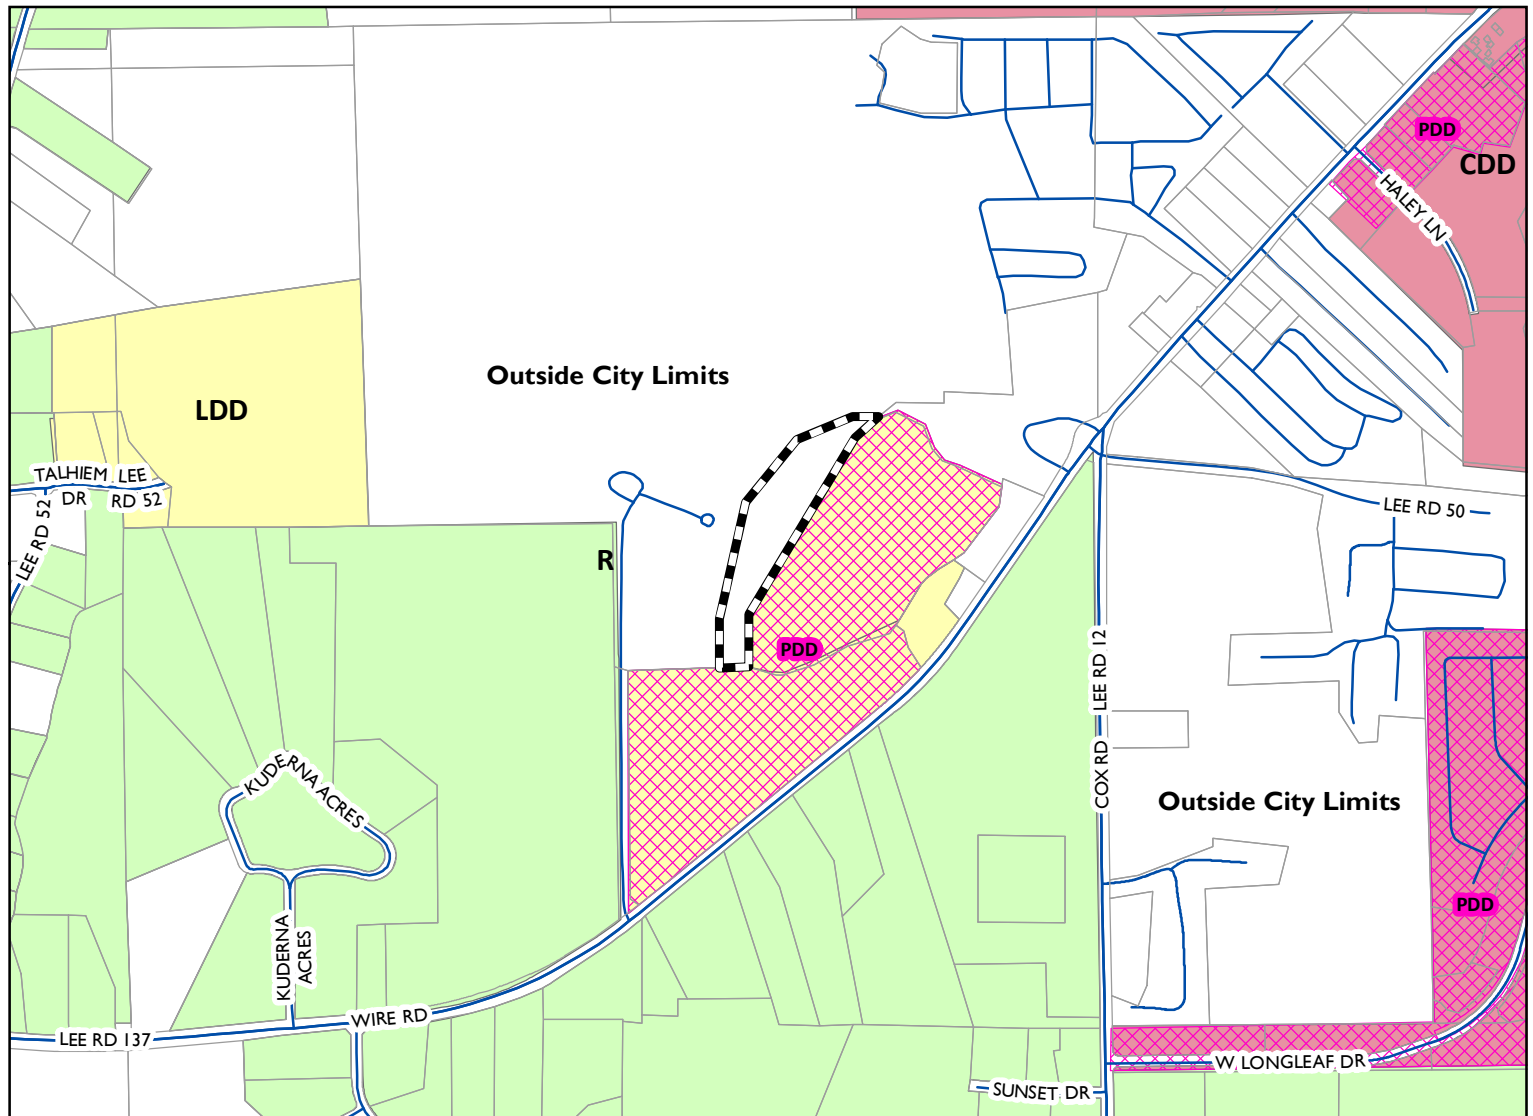 PDD
CDD
HALEY LN
Outside City Limits
LDD
TALHIEM LEE
DR RD 52
LEE RD 52
LEE RD 50
R
PDD
COX RD LEE RD 12
KUDERNA ACRES
Outside City Limits
PDD
KUDERNA
ACRES
WIRE RD
LEE RD 137
W LONGLEAF DR
SUNSET DR